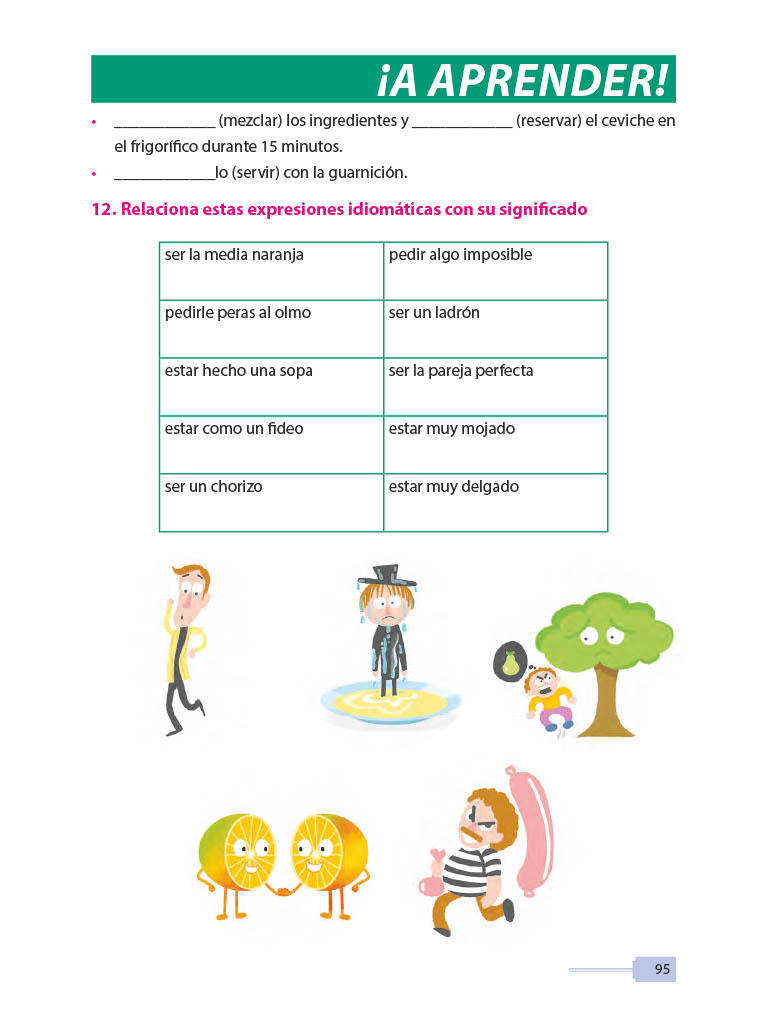 ¡A APRENDER!
• ____________ (mezclar) los ingredientes y ____________ (reservar) el ceviche en
el frigorífico durante 15 minutos.
• ____________lo (servir) con la guarnición.
12. Relaciona estas expresiones idiomáticas con su significado
ser la media naranja pedir algo imposible
pedirle peras al olmo ser un ladrón
estar hecho una sopa ser la pareja perfecta
estar como un fideo estar muy mojado
ser un chorizo estar muy delgado
95